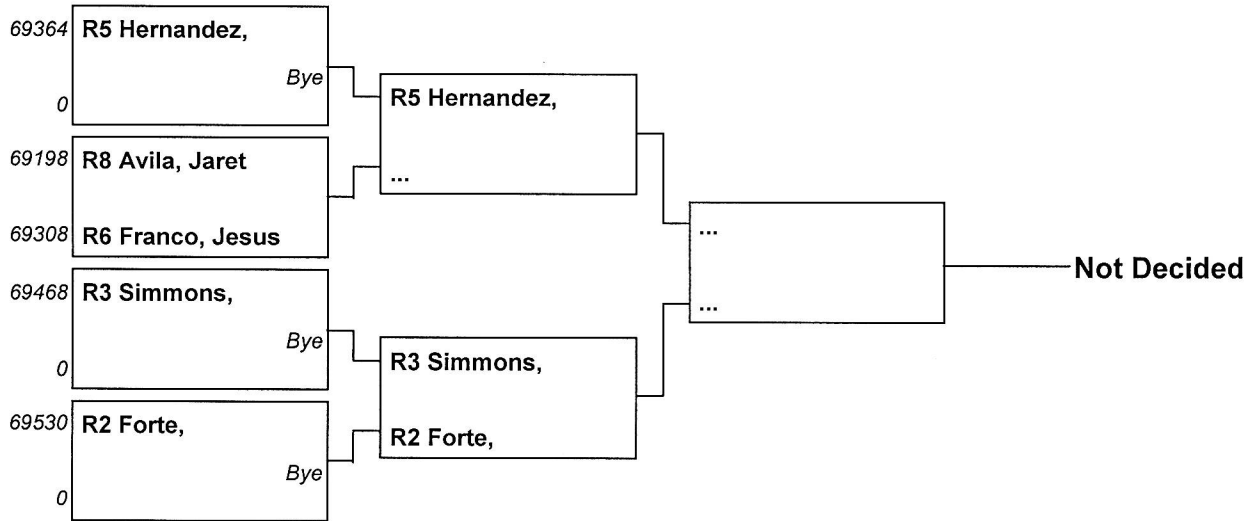 69364 R5 Hernandez,
Bye
0
69198 R8 Avila, Jaret
69308 R6 Franco, Jesus
69468 R3 Simmons,
Bye
0
69530 R2 Forte,
Bye
0
R5 Hernandez,
...
R3 Simmons,
R2 Forte,
...
...
Not Decided